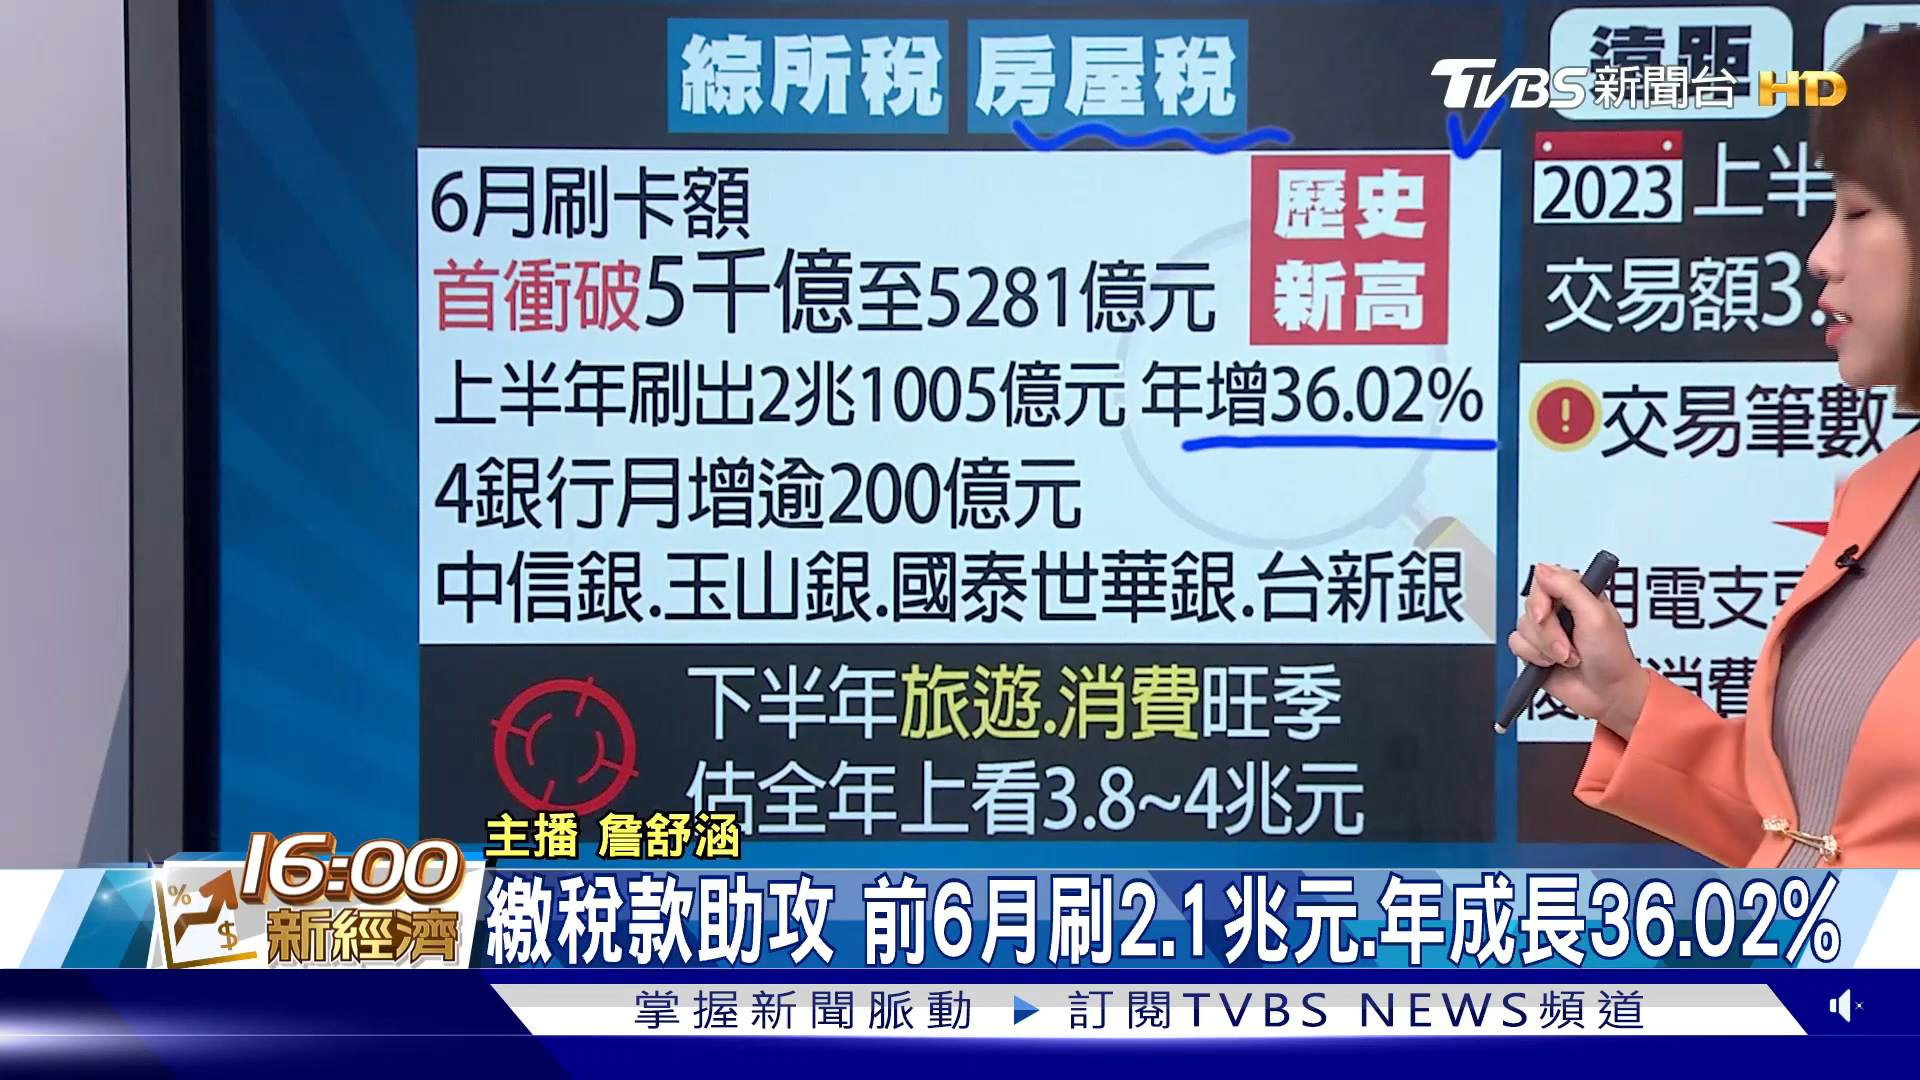 綜所稅 房屋稅
遠距
TVBS新聞台 HD
6月刷卡額
首衝破5千億至5281億元
歷史
新高
上半年刷出2兆1005億元 年增36.02%
4銀行月增逾200億元
中信銀.玉山銀.國泰世華銀.台新銀
下半年旅遊.消費旺季
估全年上看3.8~4兆元
2023 上半
交易額3.
! 交易筆數
用電支
消費
主播 詹舒涵
16:00
% $
新經濟
繳稅款助攻 前6月刷2.1兆元.年成長36.02%
掌握新聞脈動 訂閱TVBS NEWS頻道